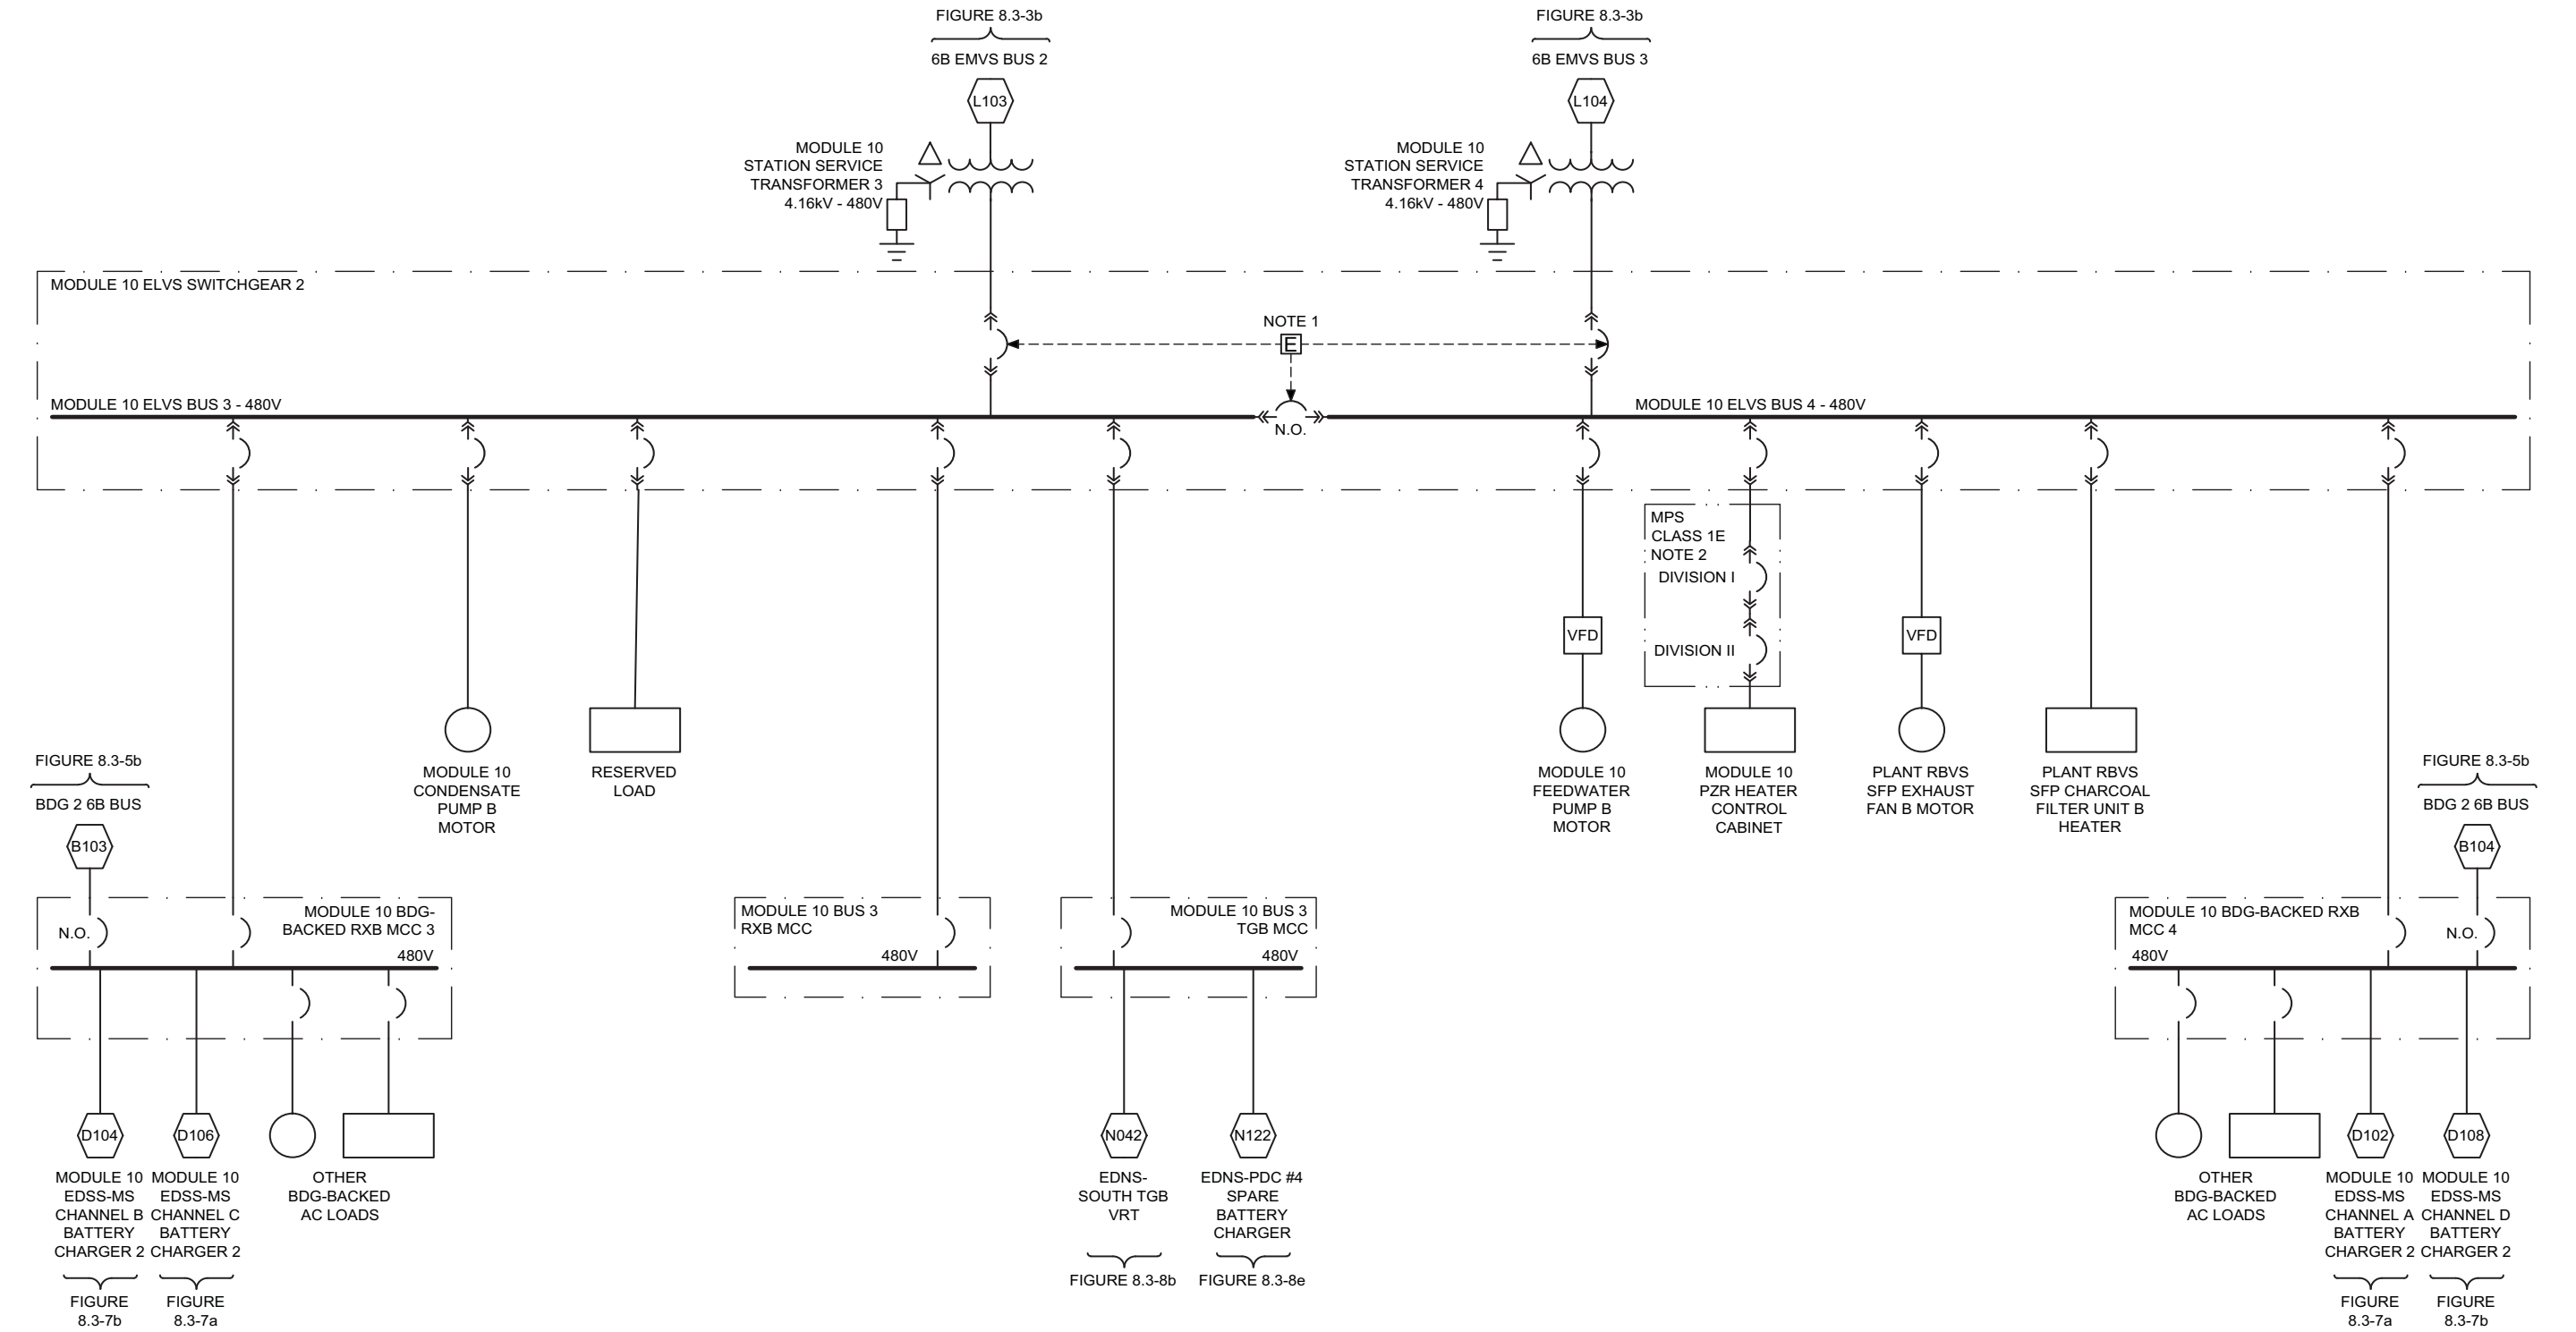 FIGURE 8.3-3b
6B EMVS BUS 2
L103
MODULE 10
STATION SERVICE
TRANSFORMER 3
4.16kV - 480V
FIGURE 8.3-3b
6B EMVS BUS 3
L104
MODULE 10
STATION SERVICE
TRANSFORMER 4
4.16kV - 480V
MODULE 10 ELVS SWITCHGEAR 2
NOTE 1
E
MODULE 10 ELVS BUS 3 - 480V
N.O.
MODULE 10 ELVS BUS 4 - 480V
MPS
CLASS 1E
NOTE 2
DIVISION I
DIVISION II
VFD
VFD
MODULE 10
CONDENSATE
PUMP B
MOTOR
RESERVED
LOAD
MODULE 10
FEEDWATER
PUMP B
MOTOR
MODULE 10
PZR HEATER
CONTROL
CABINET
PLANT RBVS
SFP EXHAUST
FAN B MOTOR
PLANT RBVS
SFP CHARCOAL
FILTER UNIT B
HEATER
FIGURE 8.3-5b
BDG 2 6B BUS
B103
FIGURE 8.3-5b
BDG 2 6B BUS
B104
N.O.
MODULE 10 BDG-
BACKED RXB MCC 3
480V
MODULE 10 BUS 3
RXB MCC
480V
MODULE 10 BUS 3
TGB MCC
480V
MODULE 10 BDG-BACKED RXB
MCC 4
480V
N.O.
D104
MODULE 10
EDSS-MS
CHANNEL B
BATTERY
CHARGER 2
FIGURE
8.3-7b
D106
MODULE 10
EDSS-MS
CHANNEL C
BATTERY
CHARGER 2
FIGURE
8.3-7a
OTHER
BDG-BACKED
AC LOADS
N042
EDNS-
SOUTH TGB
VRT
FIGURE 8.3-8b
N122
EDNS-PDC #4
SPARE
BATTERY
CHARGER
FIGURE 8.3-8e
OTHER
BDG-BACKED
AC LOADS
D102
MODULE 10
EDSS-MS
CHANNEL A
BATTERY
CHARGER 2
FIGURE
8.3-7a
D108
MODULE 10
EDSS-MS
CHANNEL D
BATTERY
CHARGER 2
FIGURE
8.3-7b